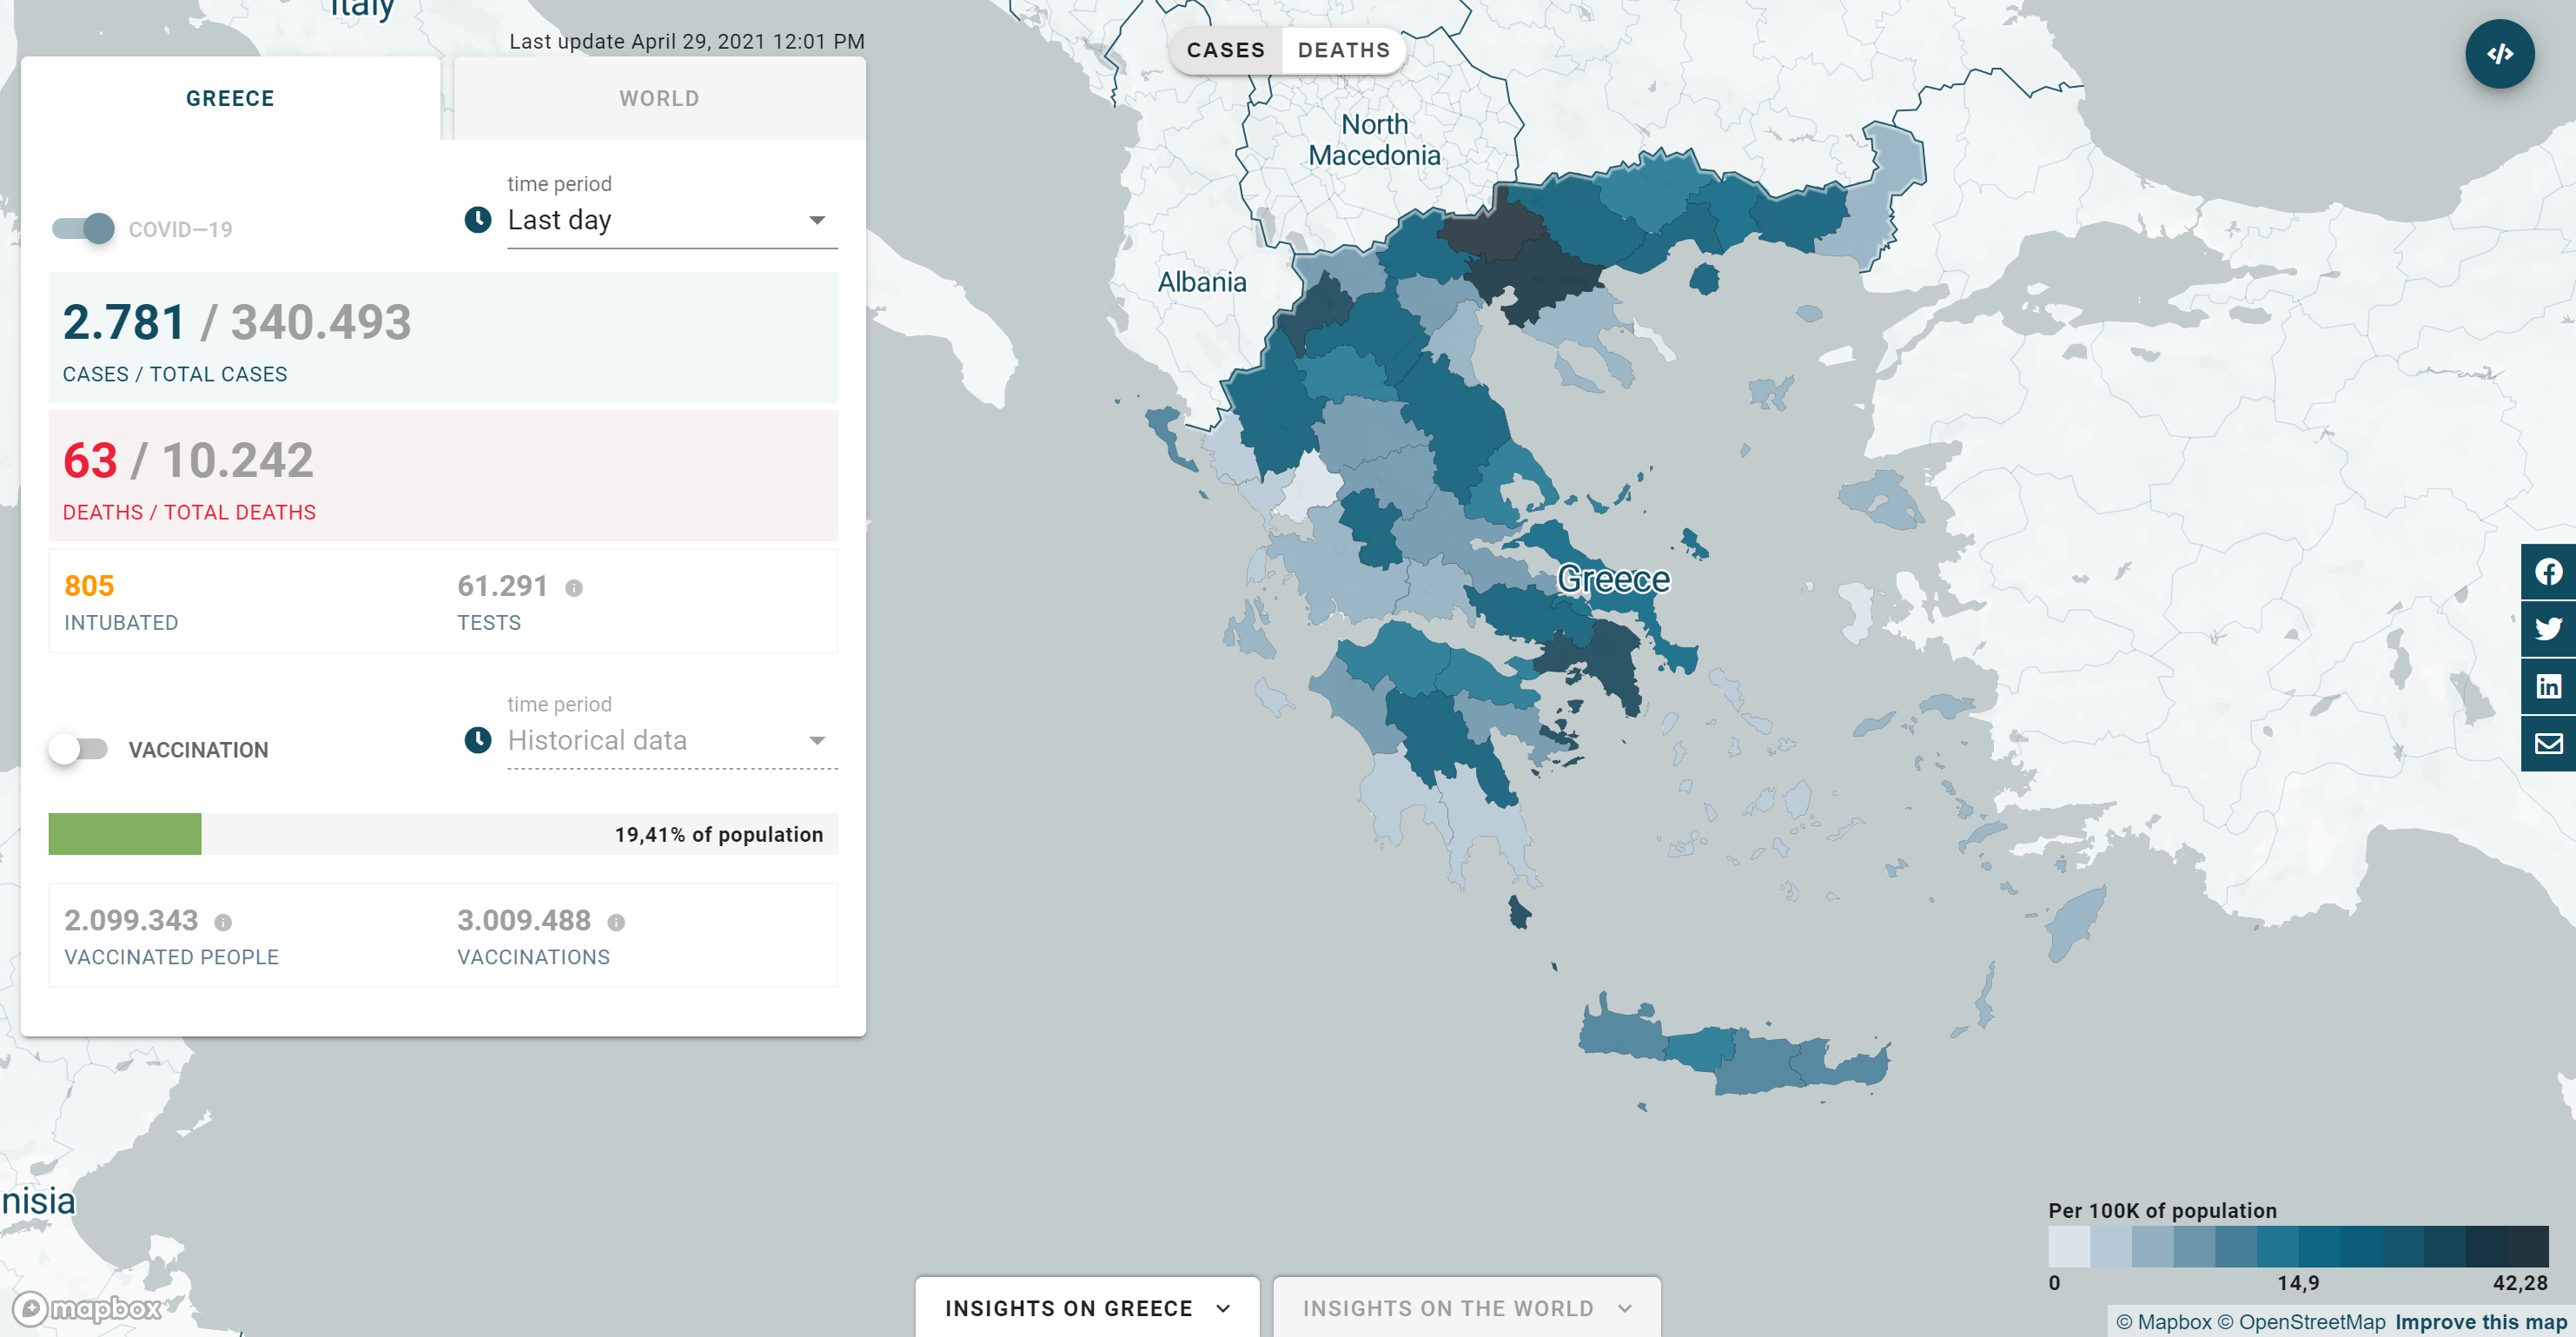 Italy
Last update April 29, 2021 12:01 PM
CASES DEATHS
GREECE WORLD
North
Macedonia
COVID—19
time period
Last day
Albania
2.781 / 340.493
CASES / TOTAL CASES
63 / 10.242
DEATHS / TOTAL DEATHS
805 61.291
INTUBATED TESTS
Greece
VACCINATION
time period
Historical data
19,41% of population
2.099.343 3.009.488
VACCINATED PEOPLE VACCINATIONS
nisia
Per 100K of population
0 14,9 42,28
mapbox
INSIGHTS ON GREECE INSIGHTS ON THE WORLD
© Mapbox © OpenStreetMap Improve this map